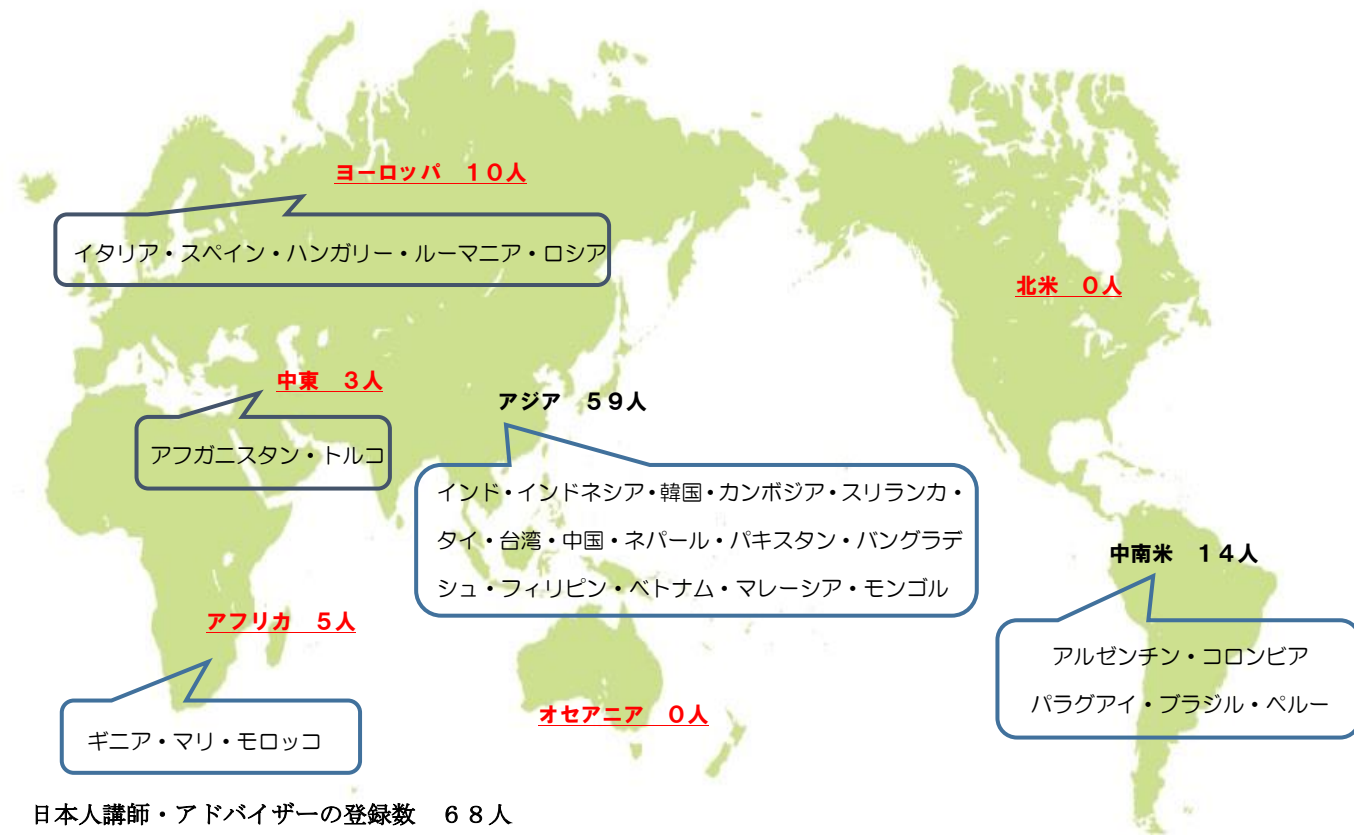 ヨーロッパ　１０人
イタリア・スペイン・ハンガリー・ルーマニア・ロシア
北米　０人
中東　３人
アフガニスタン・トルコ
アジア　５９人
インド・インドネシア・韓国・カンボジア・スリランカ・
タイ・台湾・中国・ネパール・パキスタン・バングラデ
シュ・フィリピン・ベトナム・マレーシア・モンゴル
中南米　１４人
アルゼンチン・コロンビア
パラグアイ・ブラジル・ペルー
アフリカ　５人
ギニア・マリ・モロッコ
オセアニア　０人
日本人講師・アドバイザーの登録数　６８人